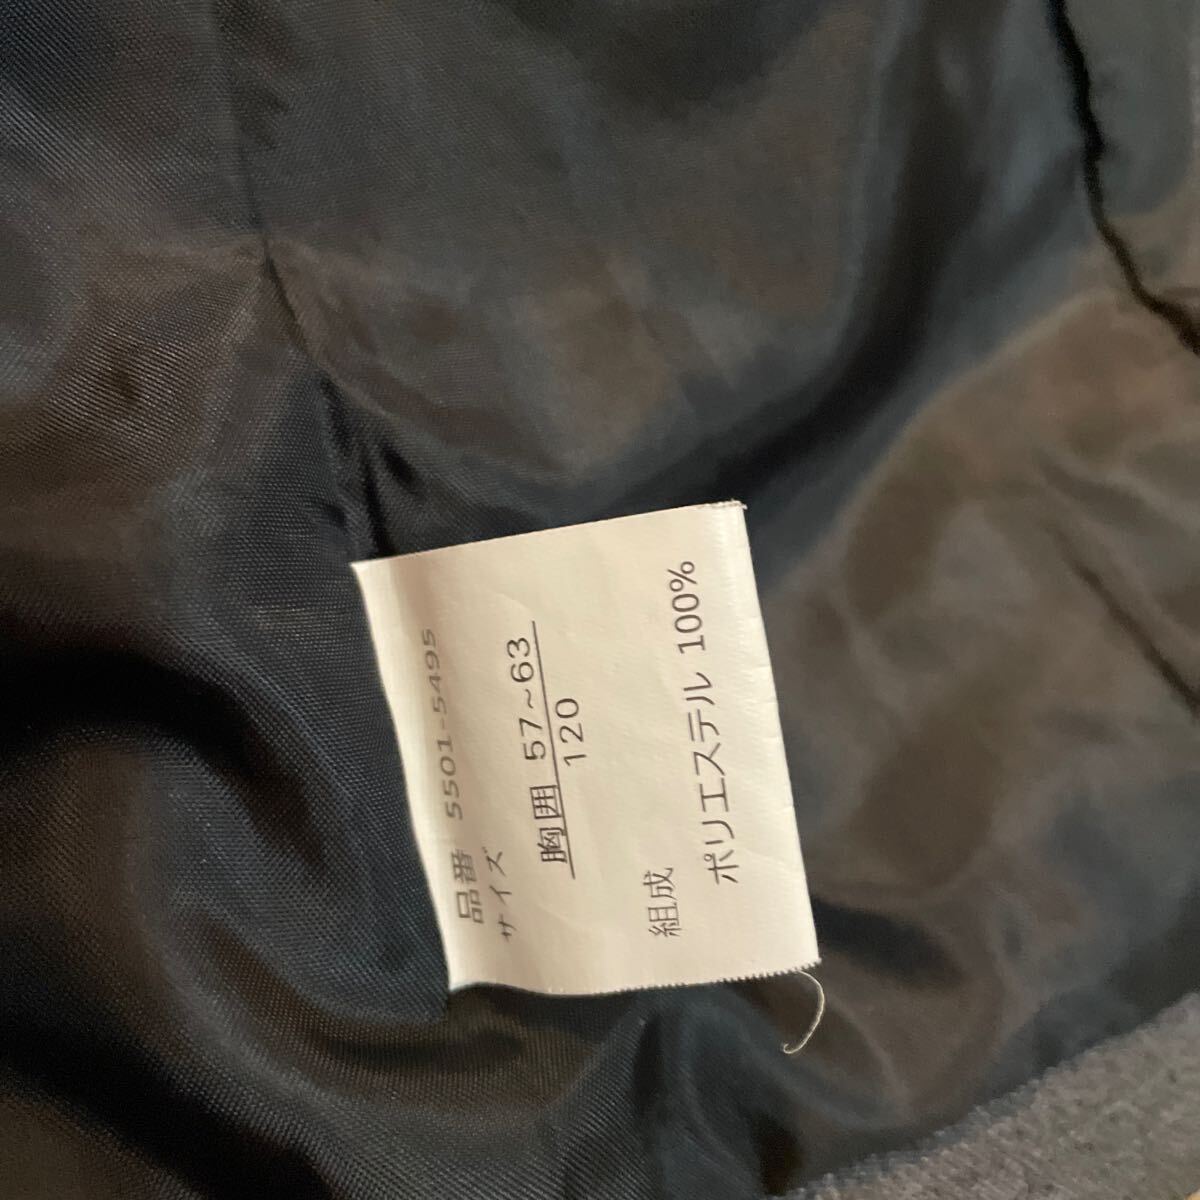 品番 5501-5495
サイズ
胸囲 57~63
120
組成
ポリエステル 100%